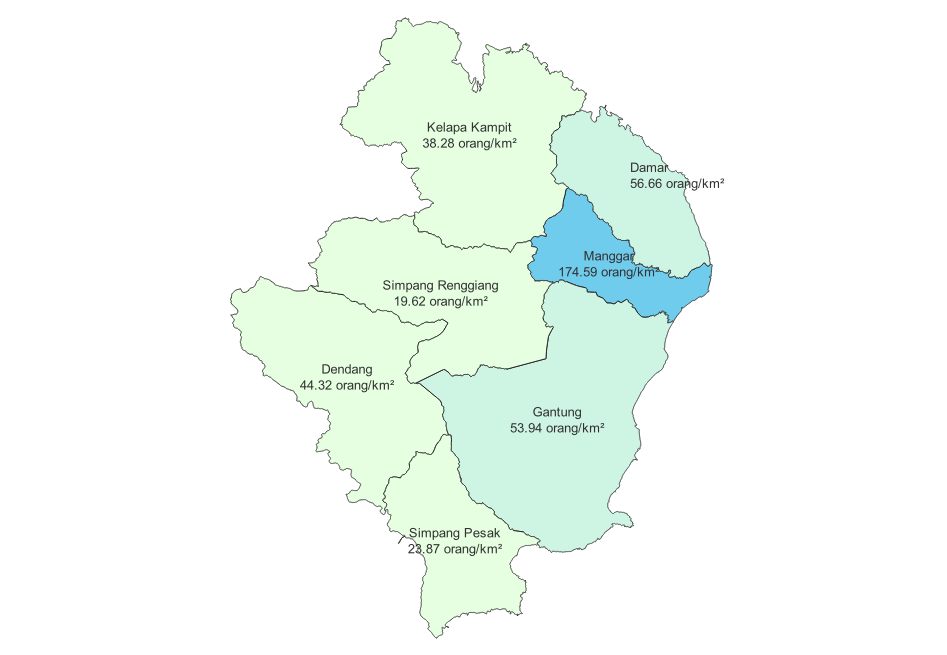 Kelapa Kampit
38.28 orang/km²
Damar
56.66 orang/km²
Manggar
174.59 orang/km²
Simpang Renggiang
19.62 orang/km²
Dendang
44.32 orang/km²
Gantung
53.94 orang/km²
Simpang Pesak
23.87 orang/km²